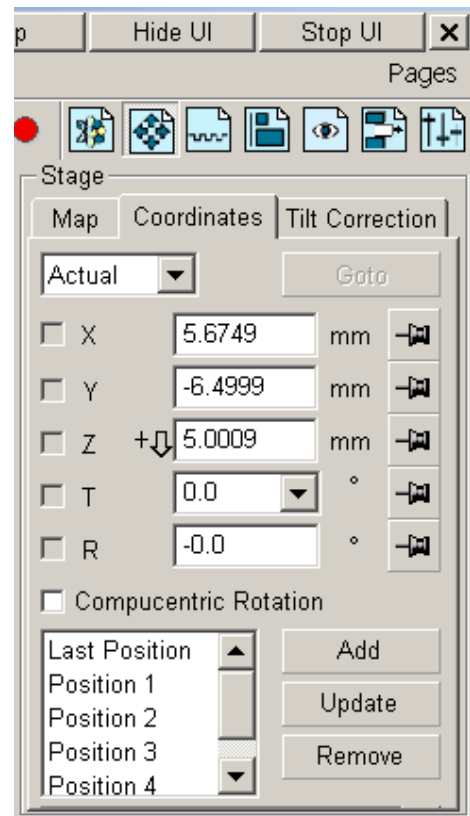 p Hide UI Stop UI
Pages
Stage
Map Coordinates Tilt Correction
Actual Goto
X 5.6749 mm
Y -6.4999 mm
Z + 5.0009 mm
T 0.0 °
R -0.0 °
Compucentric Rotation
Last Position Add
Position 1
Position 2 Update
Position 3 Remove
Position 4